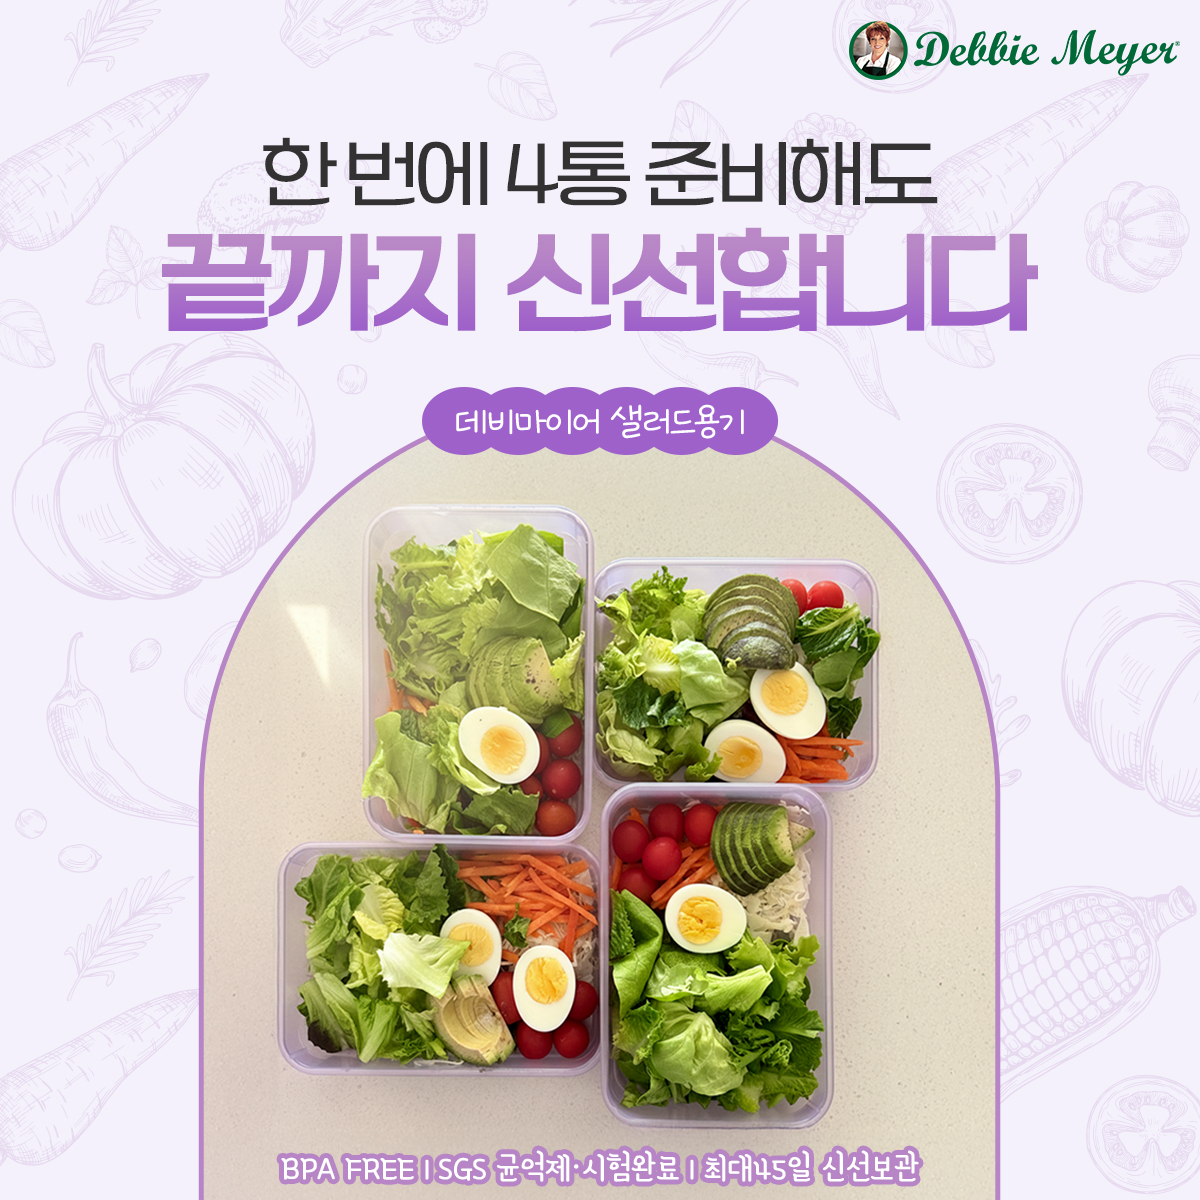 Debbie Meyer®
한 번에 4통 준비해도
끝까지 신선합니다
데비마이어 샐러드용기
BPA FREE | SGS 균억제·시험완료 | 최대45일 신선보관